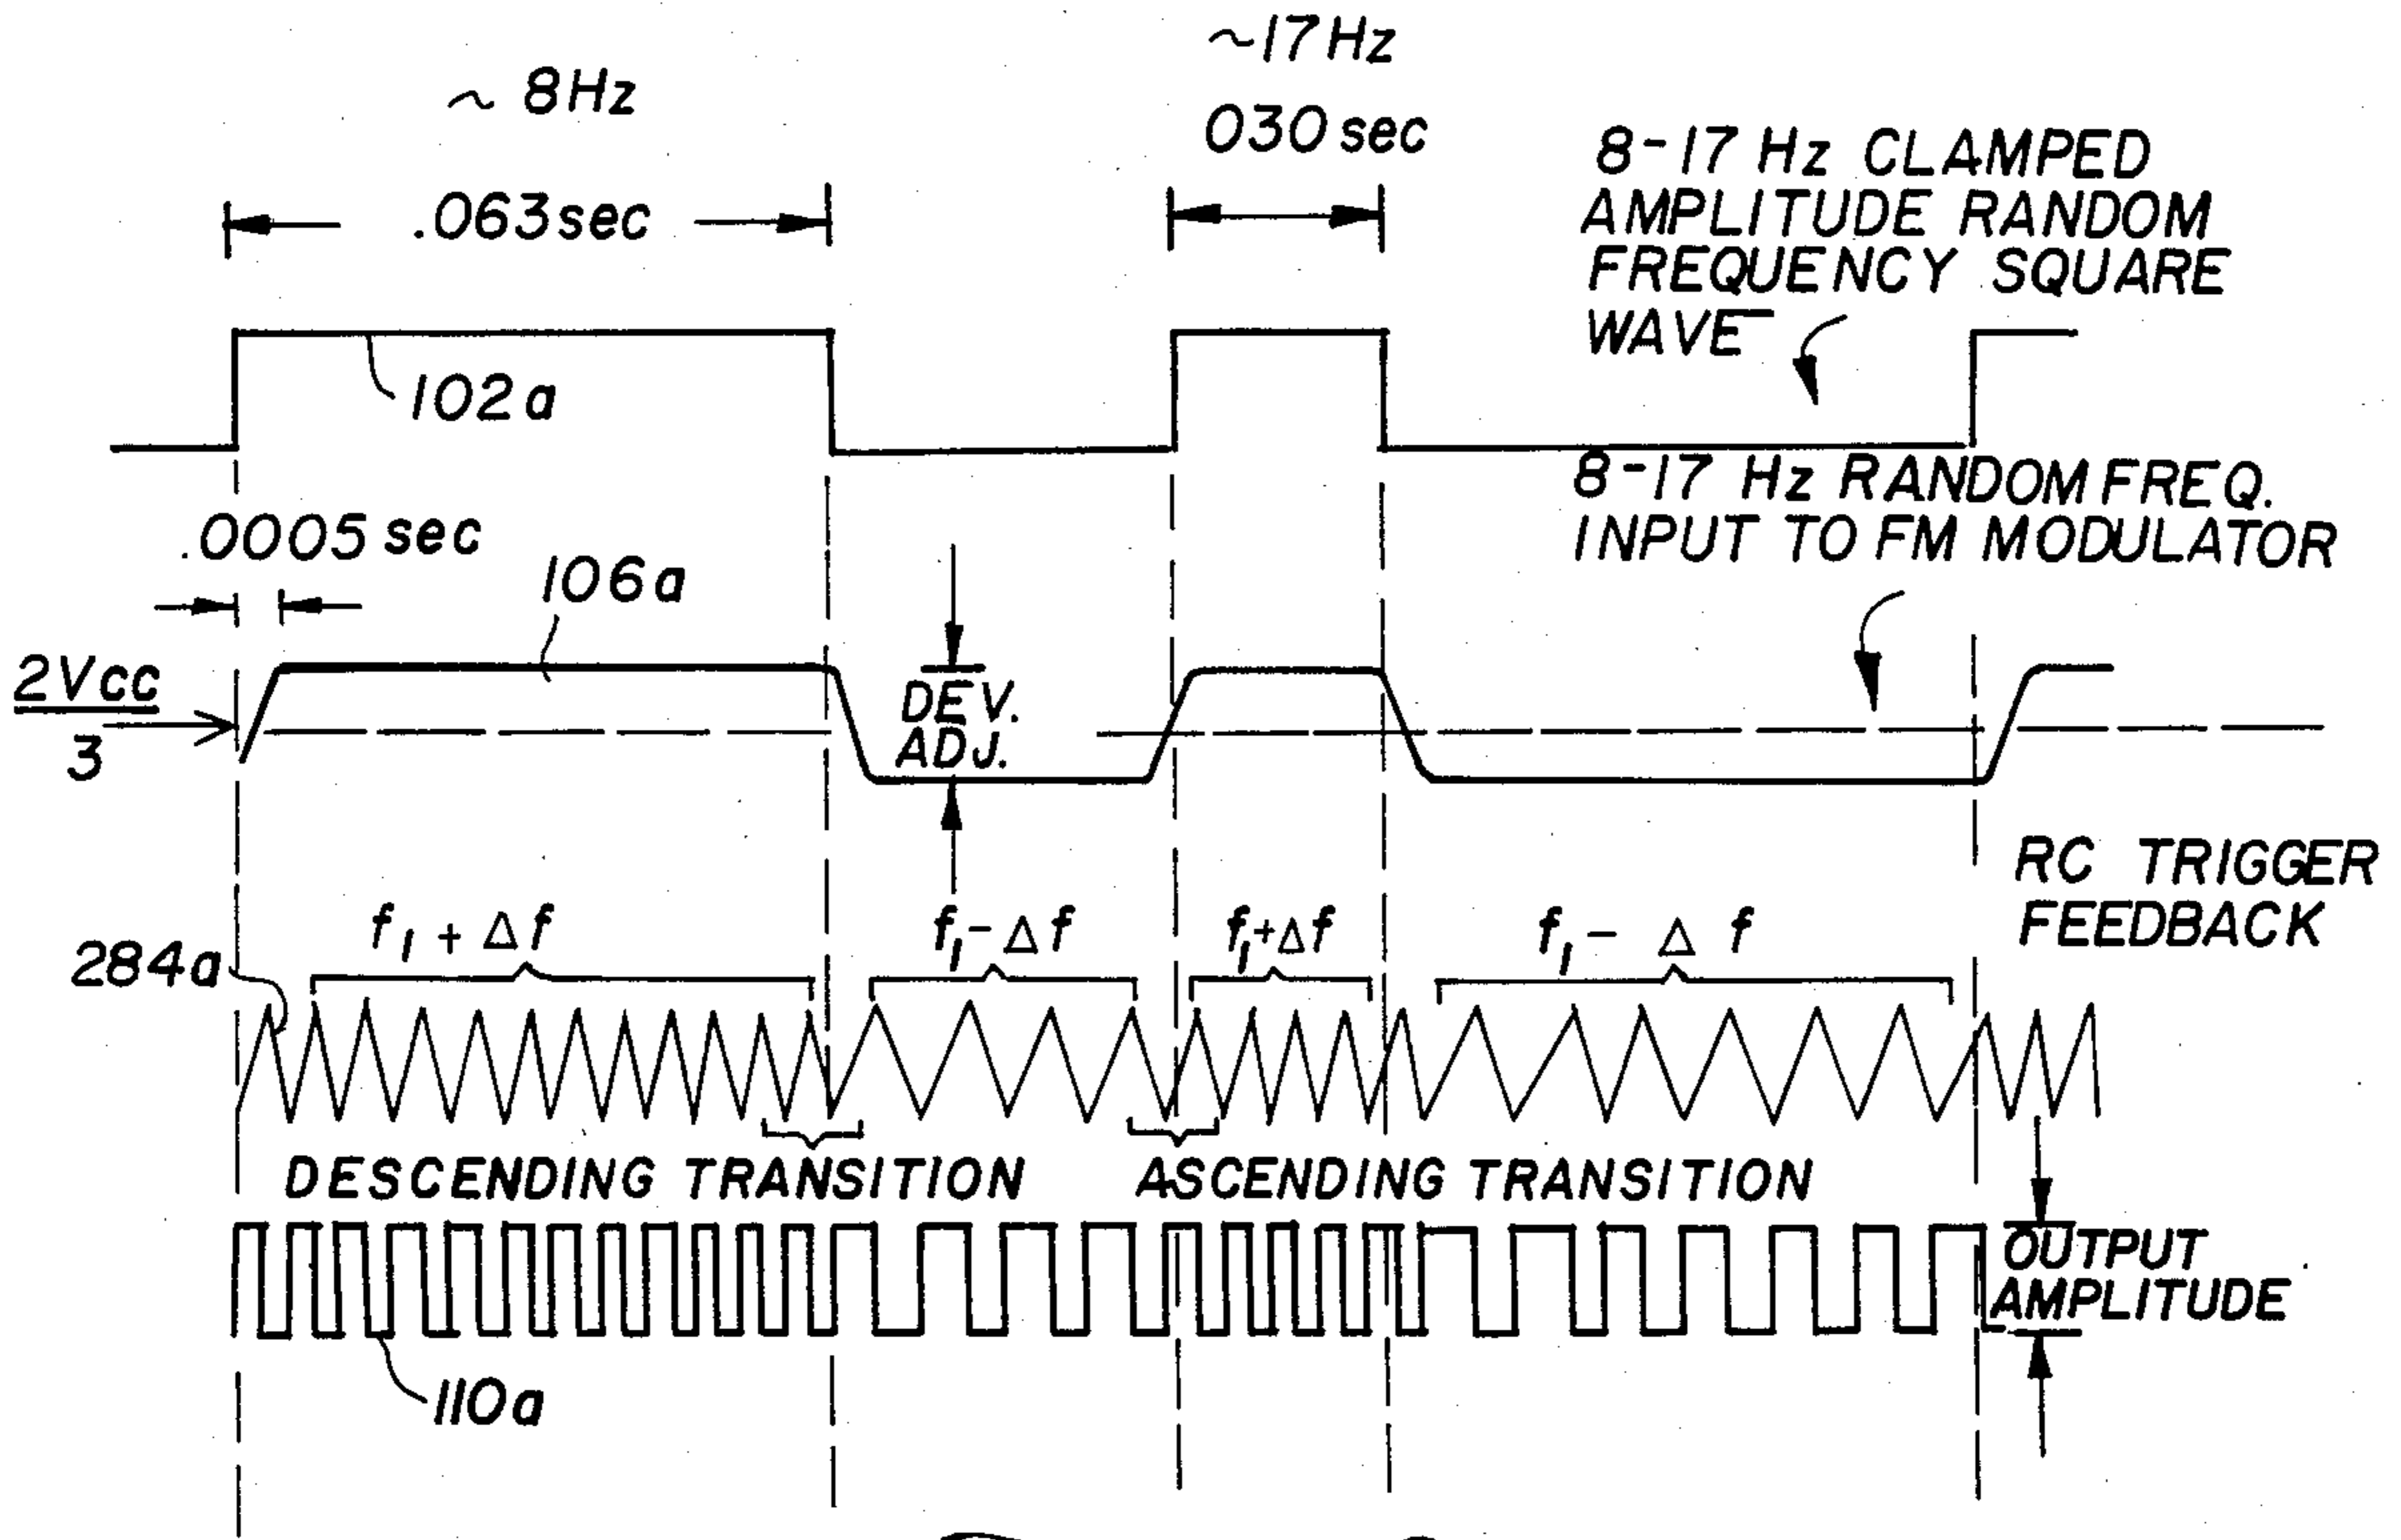 ~ 8Hz
.063 sec
~17Hz
030 sec
8-17 Hz CLAMPED
AMPLITUDE RANDOM
FREQUENCY SQUARE
WAVE
102a
8-17 Hz RANDOM FREQ.
INPUT TO FM MODULATOR
.0005 sec
106a
2Vcc
3
DEV.
ADJ.
RC TRIGGER
FEEDBACK
284a
f1 + Δf
f1 - Δf
f1 + Δf
f1 - Δ f
DESCENDING TRANSITION
ASCENDING TRANSITION
OUTPUT
AMPLITUDE
110a